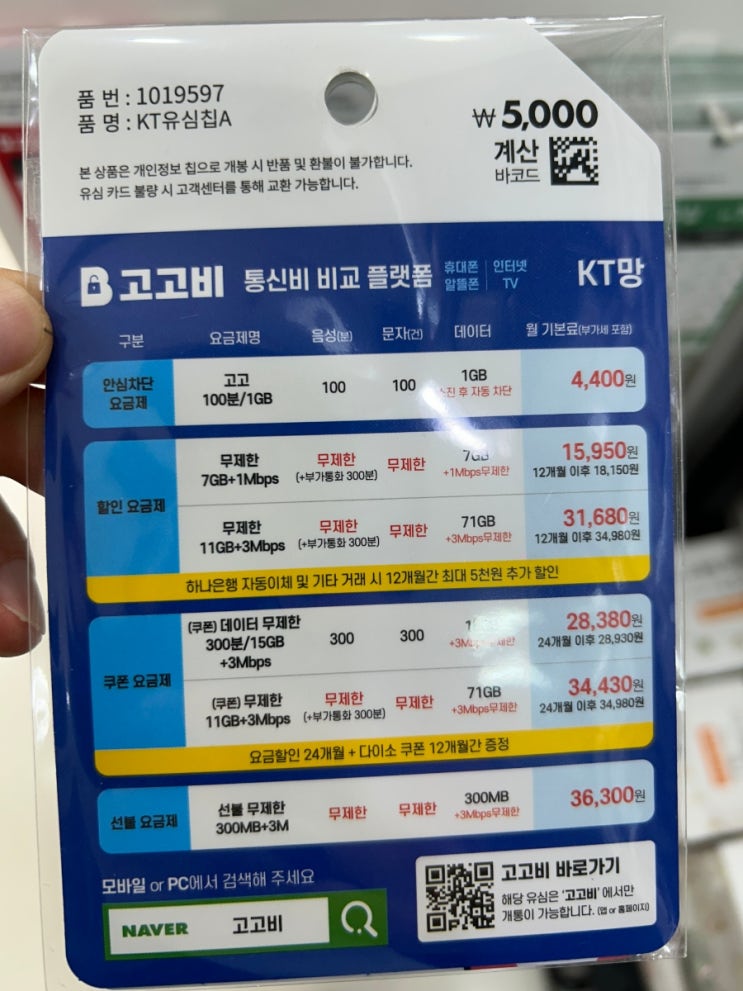 품 번 : 1019597
품 명 : KT유심칩A
₩5,000
계산
바코드
본 상품은 개인정보 칩으로 개봉 시 반품 및 환불이 불가합니다.
유심 카드 불량 시 고객센터를 통해 교환 가능합니다.
고고비 통신비 비교 플랫폼 휴대폰 알뜰폰 인터넷 TV KT망
구분 요금제명 음성(분) 문자(건) 데이터 월 기본료(부가세 포함)
안심차단 요금제
고고 100분/1GB 100 100 1GB 소진 후 자동 차단 4,400원
할인 요금제
무제한 7GB+1Mbps 무제한 (+부가통화 300분) 무제한 7GB +1Mbps무제한 15,950원 12개월 이후 18,150원
무제한 11GB+3Mbps 무제한 (+부가통화 300분) 무제한 71GB +3Mbps무제한 31,680원 12개월 이후 34,980원
하나은행 자동이체 및 기타 거래 시 12개월간 최대 5천원 추가 할인
쿠폰 요금제
(쿠폰) 데이터 무제한 300분/15GB +3Mbps 300 300 +3Mbps무제한 28,380원 24개월 이후 28,930원
(쿠폰) 무제한 11GB+3Mbps 무제한 (+부가통화 300분) 무제한 71GB +3Mbps무제한 34,430원 24개월 이후 34,980원
요금할인 24개월 + 다이소 쿠폰 12개월간 증정
선불 요금제
선불 무제한 300MB+3M 무제한 무제한 300MB +3Mbps무제한 36,300원
모바일 or PC에서 검색해 주세요
NAVER 고고비
고고비 바로가기
해당 유심은 '고고비' 에서만
개통이 가능합니다. (앱 or 홈페이지)